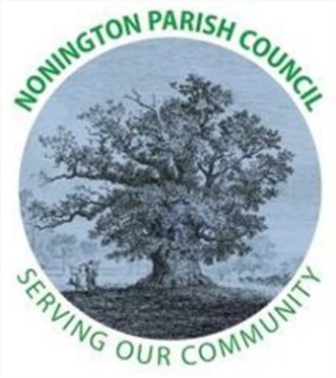 NONINGTON PARISH COUNCIL
SERVING OUR COMMUNITY